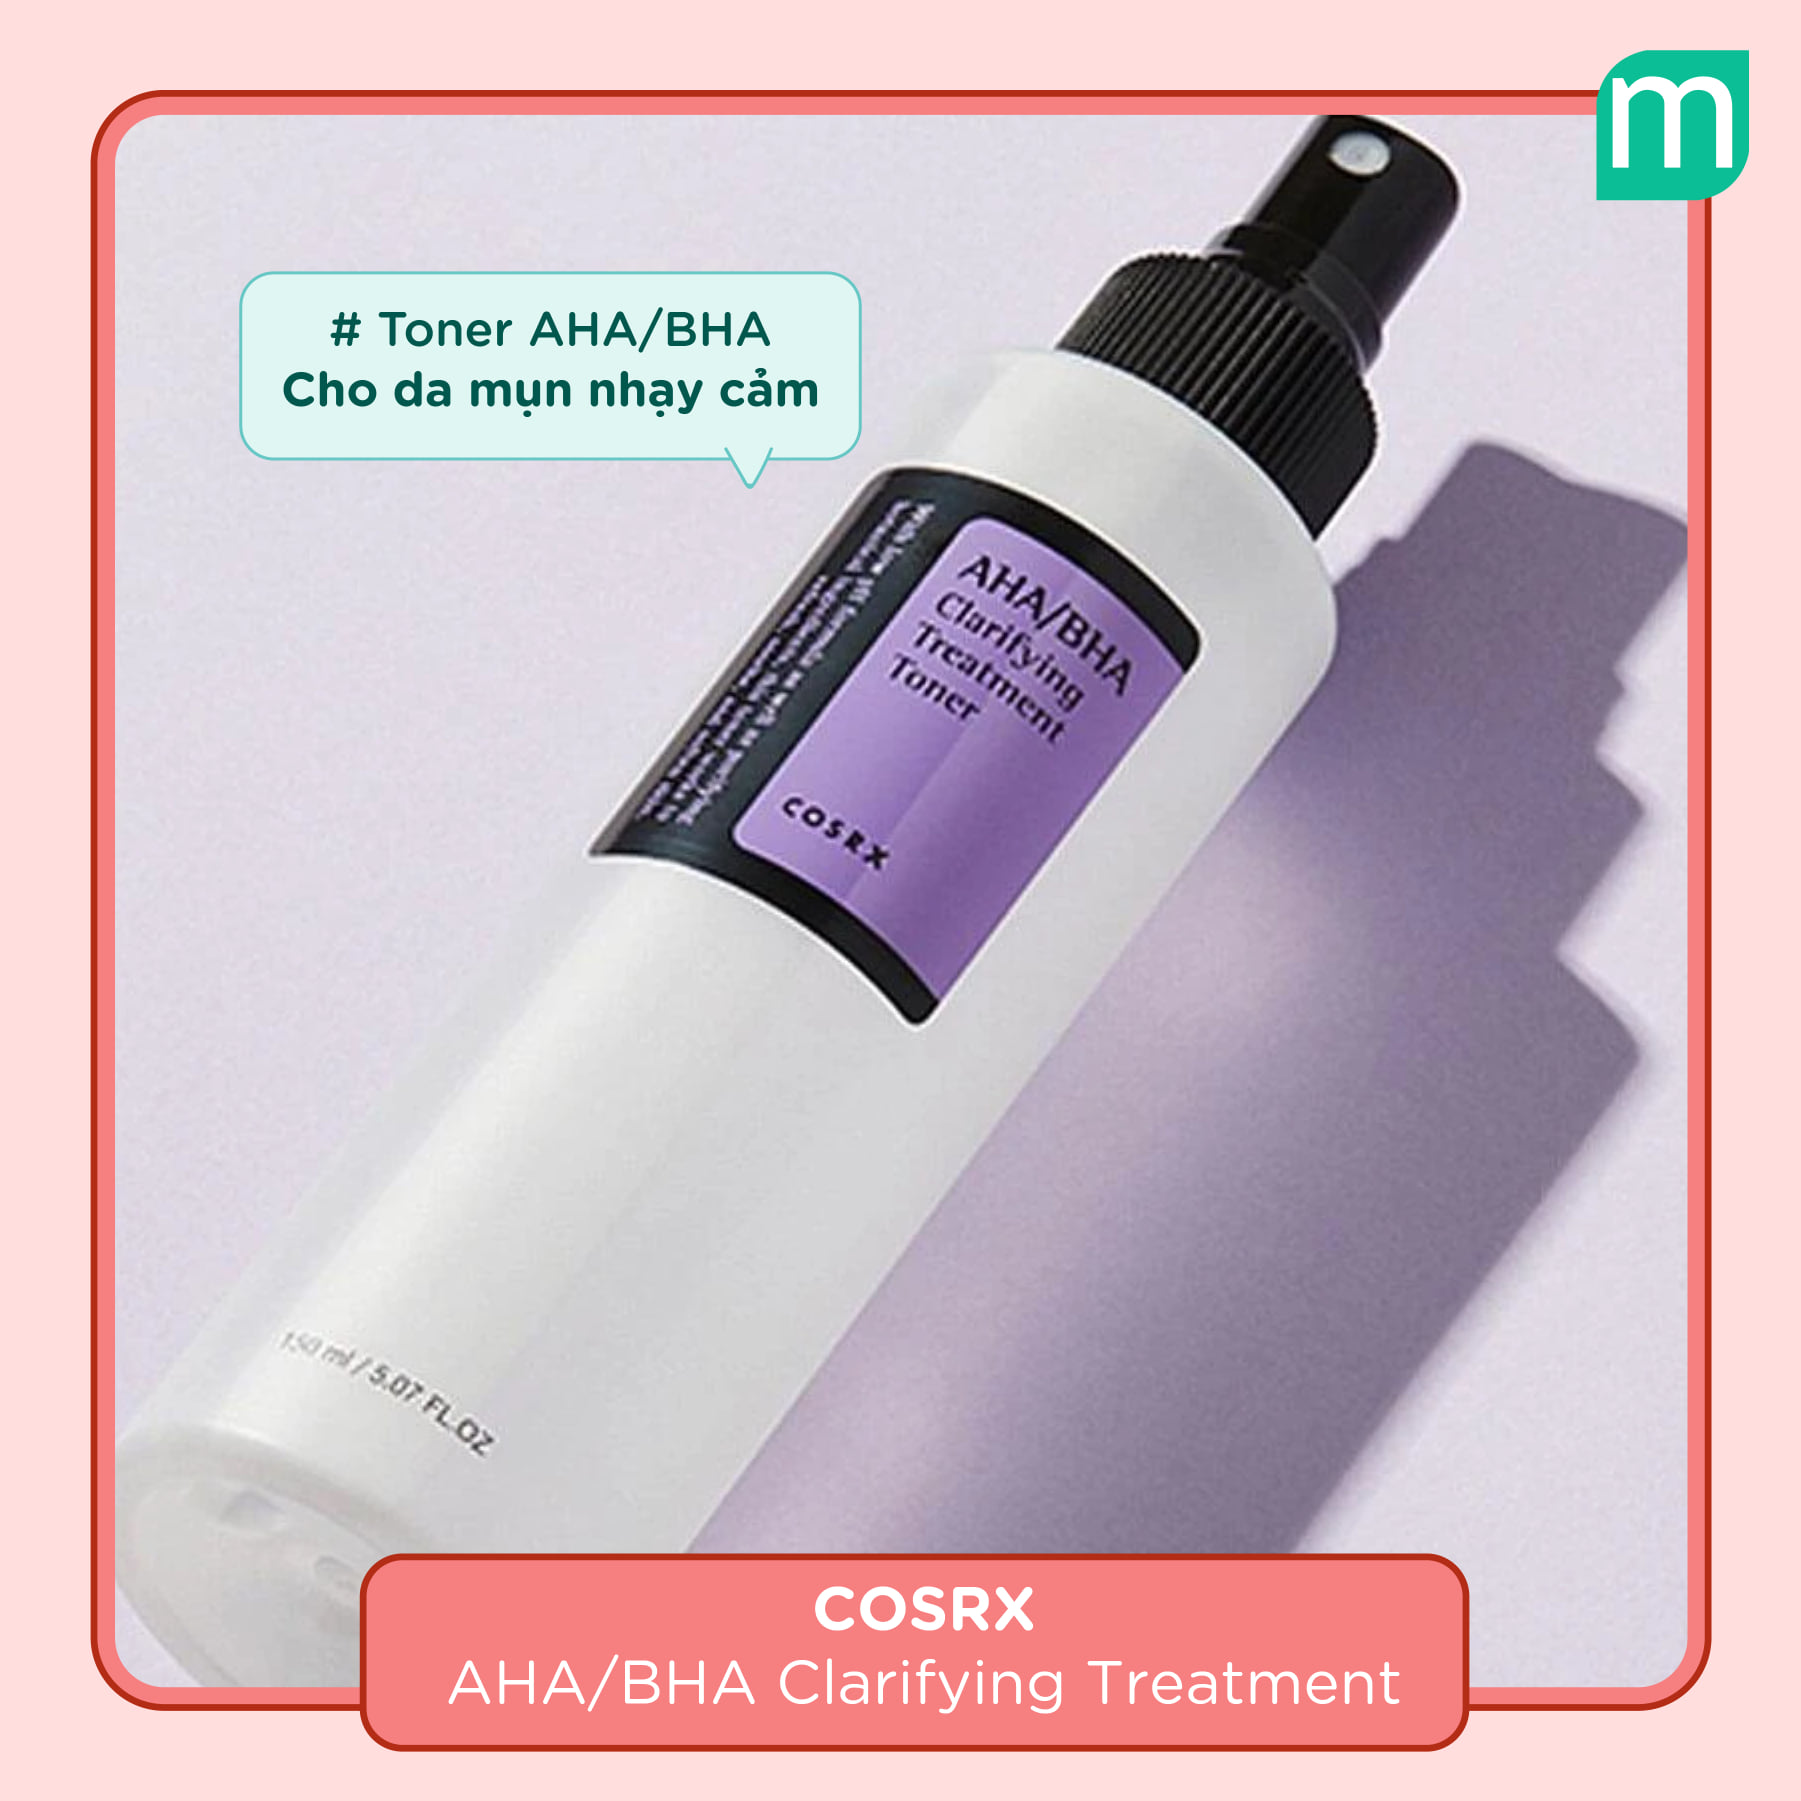 m
# Toner AHA/BHA
Cho da mụn nhạy cảm
AHA/BHA
Clarifying
Treatment
Toner
COSRX
150 ml / 5.07 FL.OZ
COSRX
AHA/BHA Clarifying Treatment